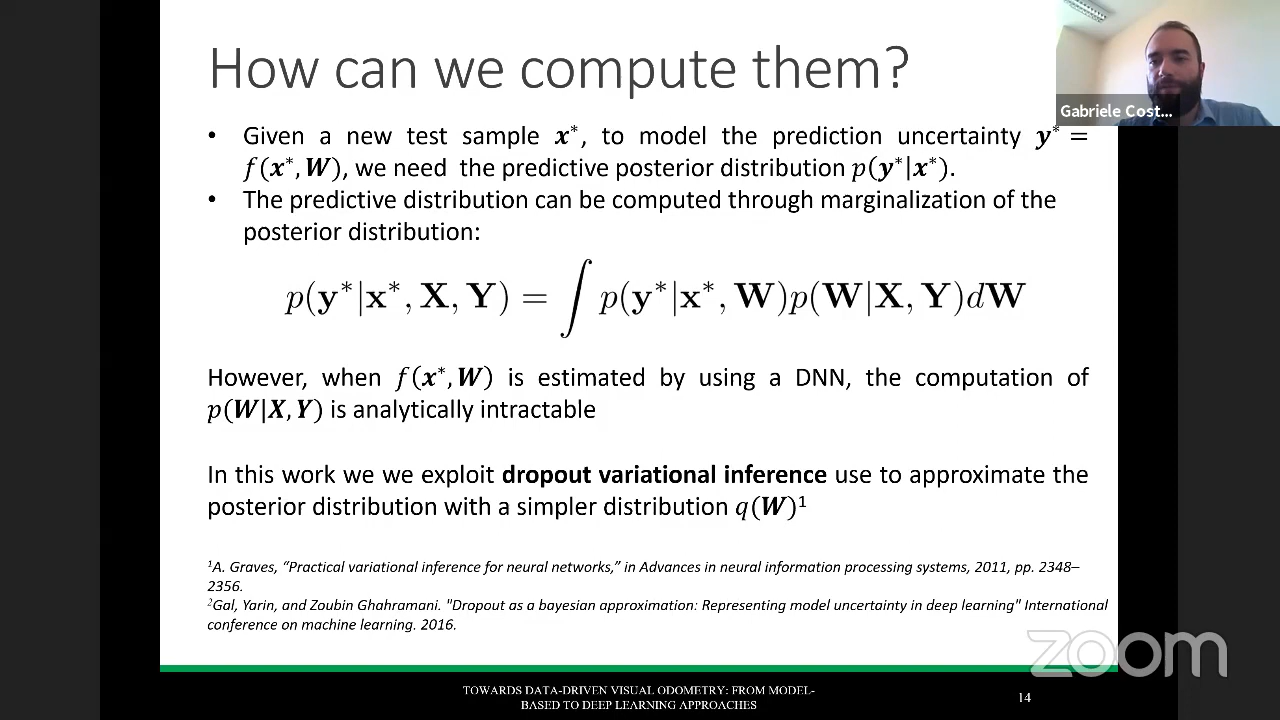 How can we compute them?
Gabriele Cost...
• Given a new test sample 𝒙*, to model the prediction uncertainty 𝒚* =
𝑓(𝒙*, 𝑾), we need the predictive posterior distribution 𝑝(𝒚*|𝒙*).
• The predictive distribution can be computed through marginalization of the
posterior distribution:
p(y*|x*, X, Y) = ∫ p(y*|x*, W)p(W|X, Y)dW
However, when 𝑓(𝒙*, 𝑾) is estimated by using a DNN, the computation of
𝑝(𝑾|𝑿, 𝒀) is analytically intractable
In this work we we exploit dropout variational inference use to approximate the
posterior distribution with a simpler distribution 𝑞(𝑾)¹
¹A. Graves, “Practical variational inference for neural networks,” in Advances in neural information processing systems, 2011, pp. 2348–
2356.
²Gal, Yarin, and Zoubin Ghahramani. "Dropout as a bayesian approximation: Representing model uncertainty in deep learning" International
conference on machine learning. 2016.
zoom
TOWARDS DATA-DRIVEN VISUAL ODOMETRY: FROM MODEL-
BASED TO DEEP LEARNING APPROACHES
14